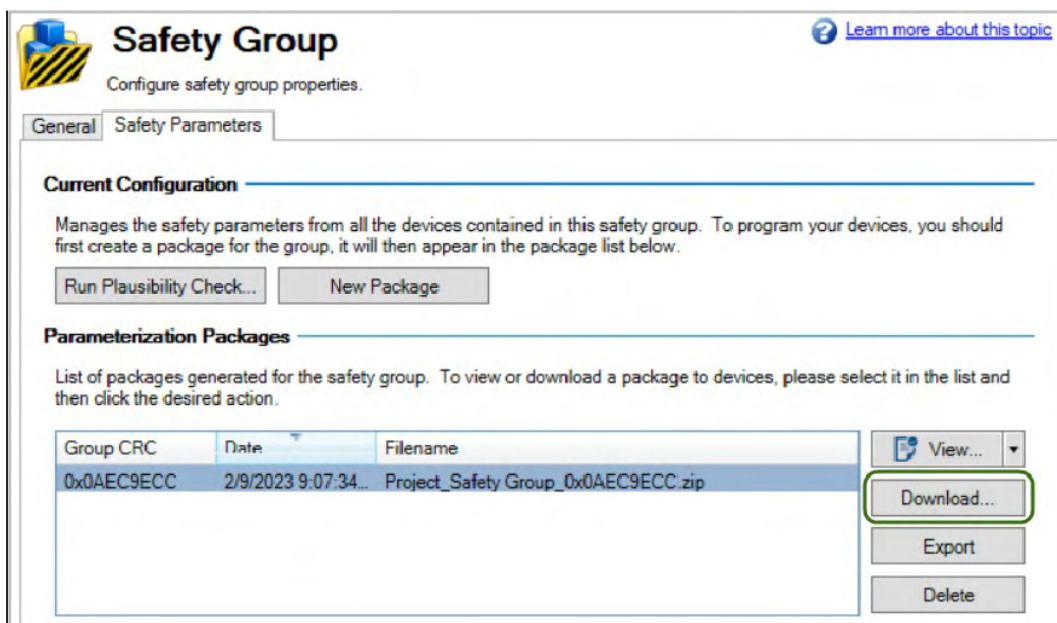 Safety Group
Learn more about this topic
Configure safety group properties.
General Safety Parameters
Current Configuration
Manages the safety parameters from all the devices contained in this safety group. To program your devices, you should
first create a package for the group, it will then appear in the package list below.
Run Plausibility Check... New Package
Parameterization Packages
List of packages generated for the safety group. To view or download a package to devices, please select it in the list and
then click the desired action.
Group CRC Date Filename View...
0x0AEC9ECC 2/9/2023 9:07:34... Project_Safety Group_0x0AEC9ECC.zip
Download...
Export
Delete